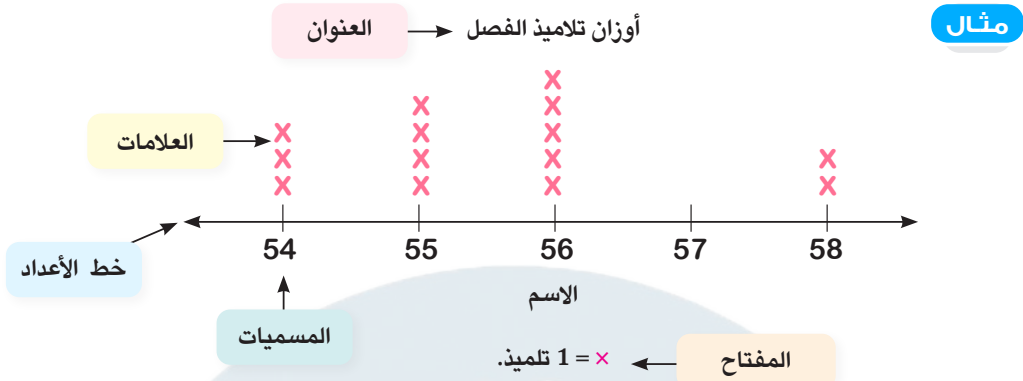 مثال
أوزان تلاميذ الفصل
العنوان
العلامات
54 55 56 57 58
خط الأعداد
الاسم
المسميات
× = 1 تلميذ.
المفتاح